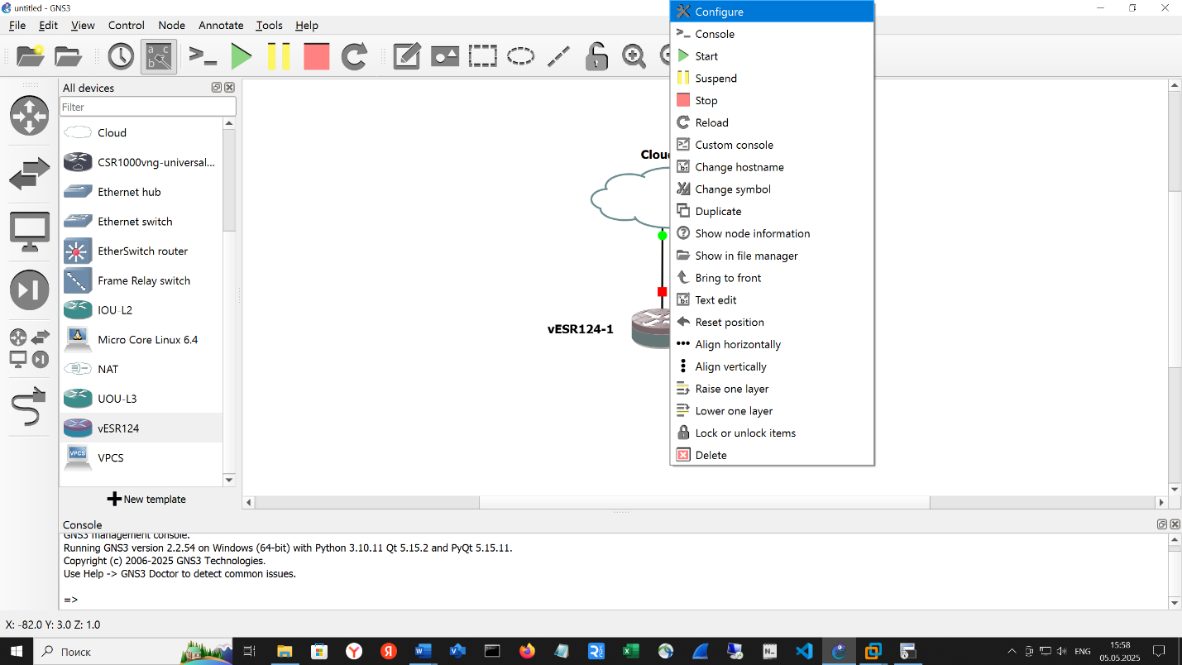 untitled - GNS3
File Edit View Control Node Annotate Tools Help
All devices
Filter
Cloud
CSR1000vng-universal...
Ethernet hub
Ethernet switch
EtherSwitch router
Frame Relay switch
IOU-L2
Micro Core Linux 6.4
NAT
UOU-L3
vESR124
VPCS
New template
Clou
vESR124-1
Configure
Console
Start
Suspend
Stop
Reload
Custom console
Change hostname
Change symbol
Duplicate
Show node information
Show in file manager
Bring to front
Text edit
Reset position
Align horizontally
Align vertically
Raise one layer
Lower one layer
Lock or unlock items
Delete
Console
GNS3 management console.
Running GNS3 version 2.2.54 on Windows (64-bit) with Python 3.10.11 Qt 5.15.2 and PyQt 5.15.11.
Copyright (c) 2006-2025 GNS3 Technologies.
Use Help -> GNS3 Doctor to detect common issues.
=>
X: -82.0 Y: 3.0 Z: 1.0
Поиск
ENG
15:58
05.05.2025